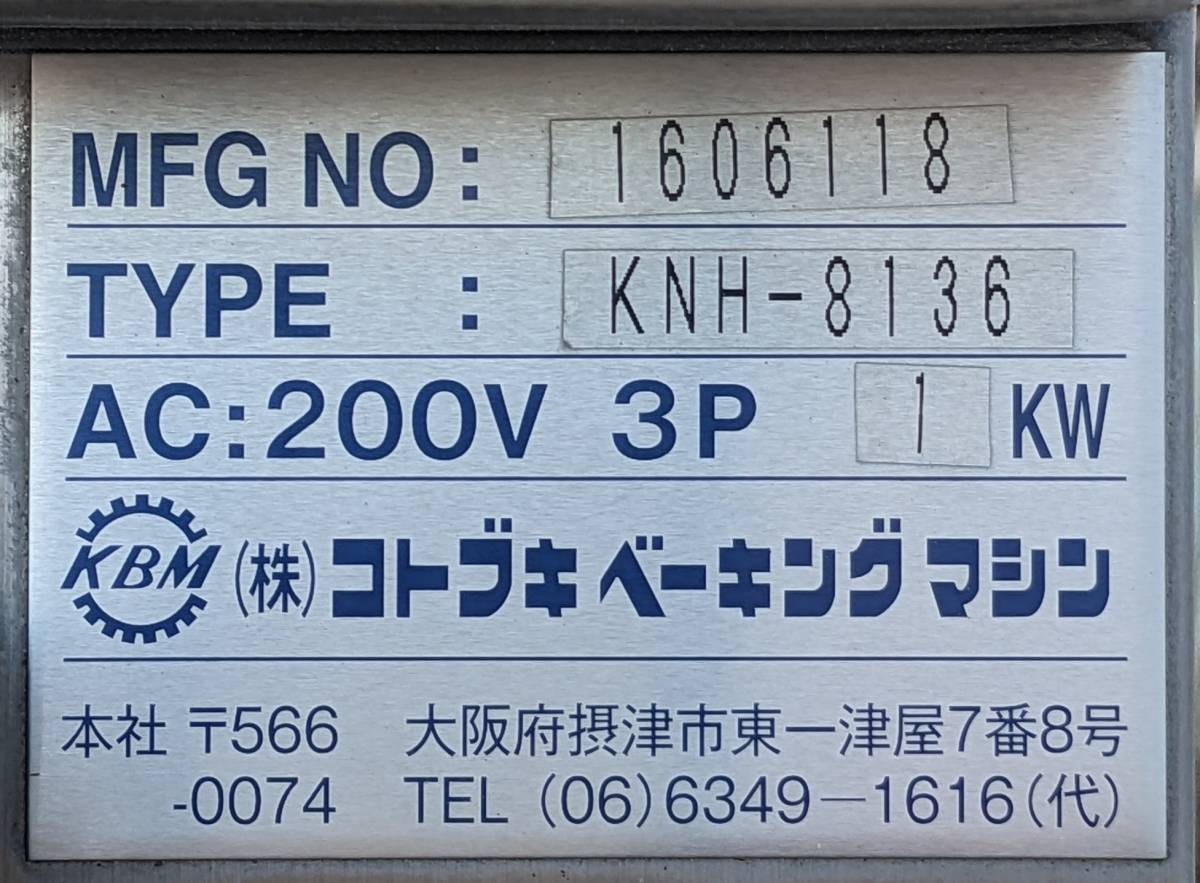 MFG NO: 1606118
TYPE : KNH-8136
AC:200V 3P 1 KW
KBM (株)コトブキベーキングマシン
本社 〒566 大阪府摂津市東一津屋7番8号
-0074 TEL (06)6349-1616(代)